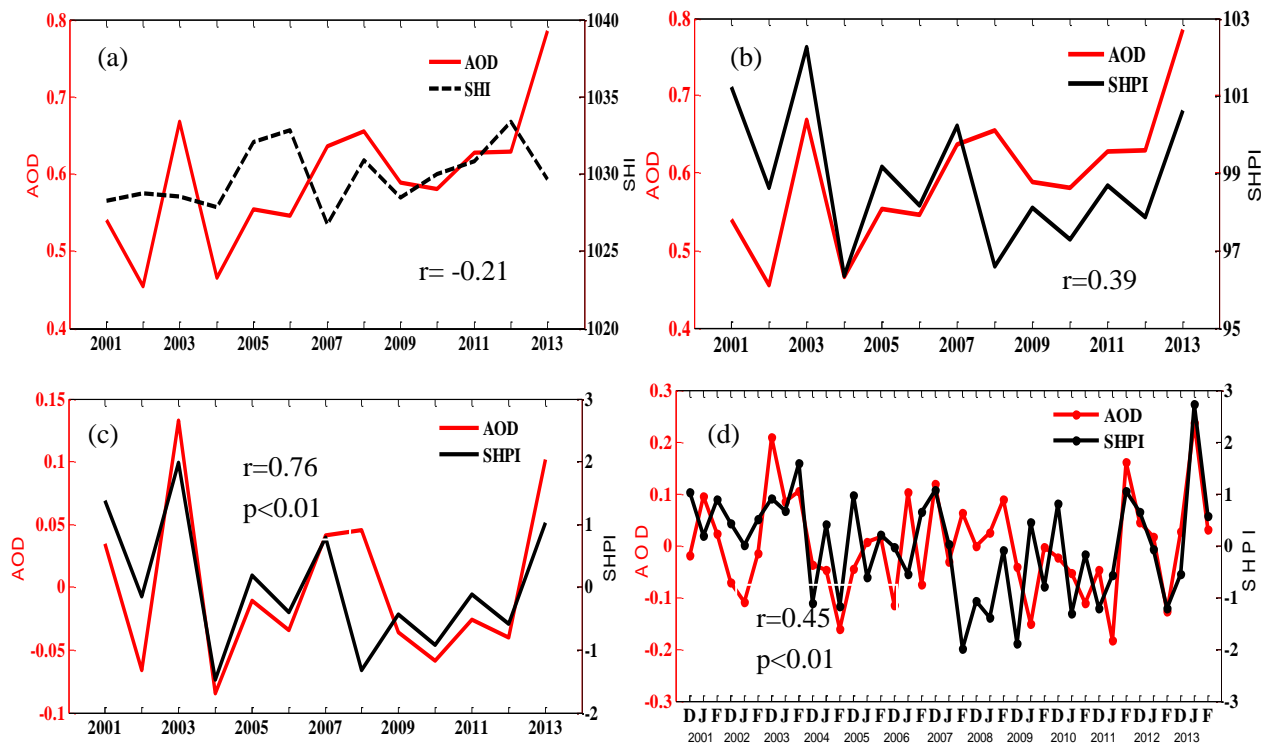 (a)
AOD
SHI
r= -0.21
0.8
0.7
0.6
0.5
0.4
AOD
1040
1035
1030
1025
1020
SHI
2001 2003 2005 2007 2009 2011 2013
(b)
AOD
SHPI
r=0.39
0.8
0.7
0.6
0.5
0.4
AOD
103
101
99
97
95
SHPI
2001 2003 2005 2007 2009 2011 2013
(c)
AOD
SHPI
r=0.76
p<0.01
0.15
0.1
0.05
0
-0.05
-0.1
AOD
3
2
1
0
-1
-2
SHPI
2001 2003 2005 2007 2009 2011 2013
(d)
AOD
SHPI
r=0.45
p<0.01
0.3
0.2
0.1
0
-0.1
-0.2
-0.3
AOD
3
2
1
0
-1
-2
-3
SHPI
D J F D J F D J F D J F D J F D J F D J F D J F D J F D J F D J F D J F D J F
2001 2002 2003 2004 2005 2006 2007 2008 2009 2010 2011 2012 2013